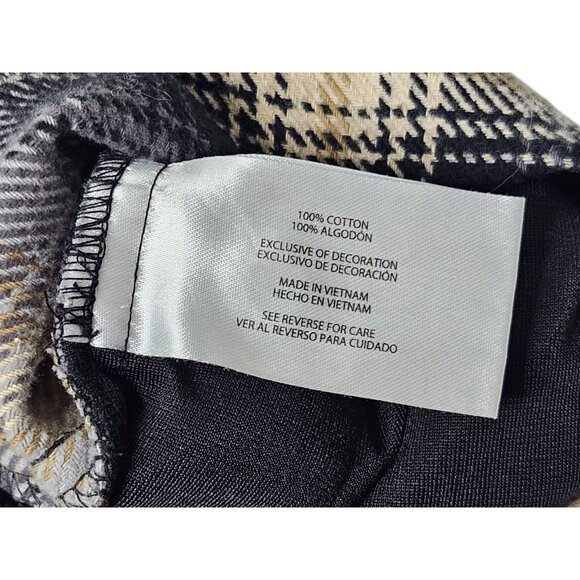 100% COTTON
100% ALGODÓN
EXCLUSIVE OF DECORATION
EXCLUSIVO DE DECORACIÓN
MADE IN VIETNAM
HECHO EN VIETNAM
SEE REVERSE FOR CARE
VER AL REVERSO PARA CUIDADO